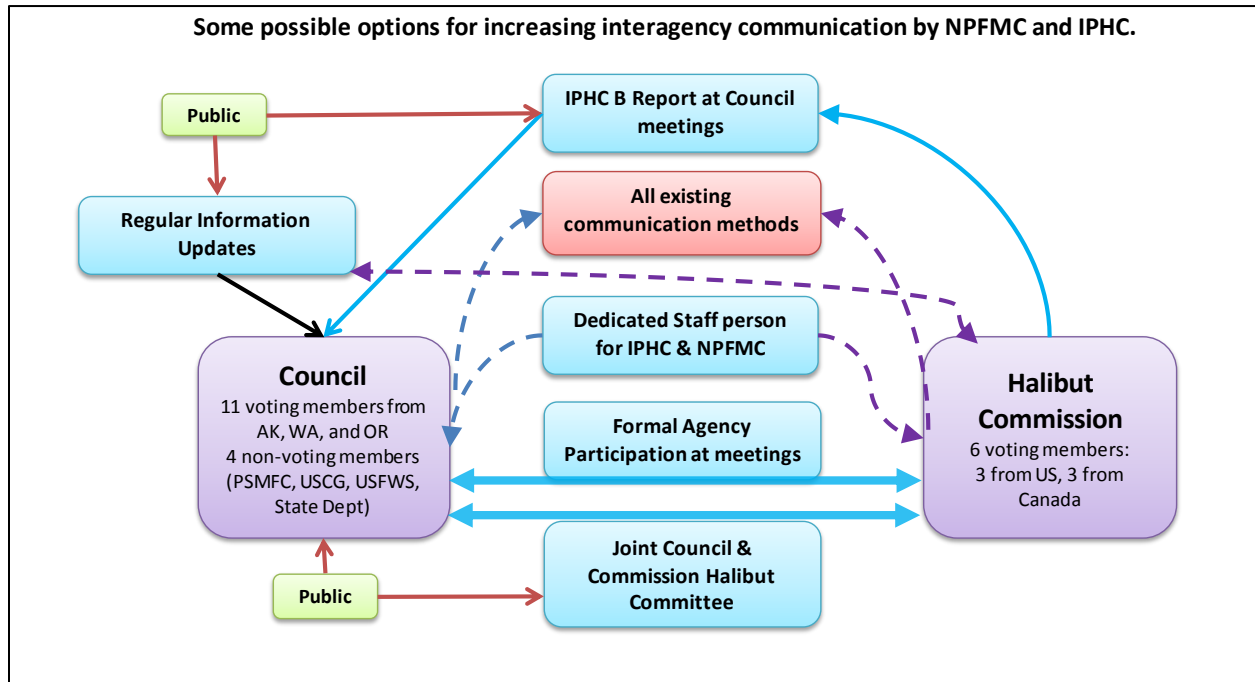 Some possible options for increasing interagency communication by NPFMC and IPHC.
IPHC B Report at Council
meetings
Public
All existing
communication methods
Regular Information
Updates
Dedicated Staff person
for IPHC & NPFMC
Council
11 voting members from
AK, WA, and OR
4 non-voting members
(PSMFC, USCG, USFWS,
State Dept)
Formal Agency
Participation at meetings
Halibut
Commission
6 voting members:
3 from US, 3 from
Canada
Joint Council &
Commission Halibut
Committee
Public